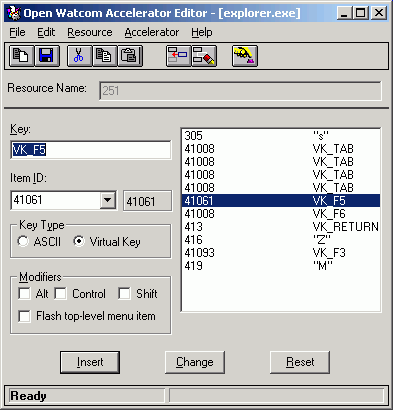 Open Watcom Accelerator Editor - [explorer.exe]
File Edit Resource Accelerator Help
Resource Name: 251
Key:
VK_F5
Item ID:
41061 41061
Key Type
ASCII Virtual Key
Modifiers
Alt Control Shift
Flash top-level menu item
305 "s"
41008 VK_TAB
41008 VK_TAB
41008 VK_TAB
41008 VK_TAB
41061 VK_F5
41008 VK_F6
413 VK_RETURN
416 "Z"
41093 VK_F3
419 "M"
Insert Change Reset
Ready